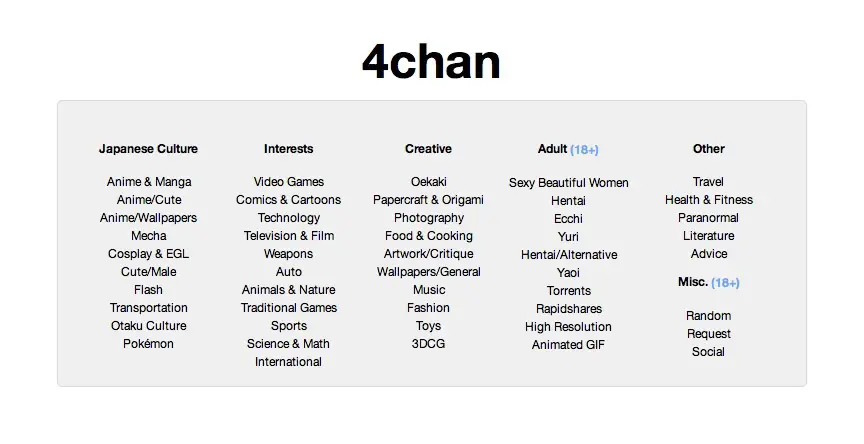 4chan
Japanese Culture
Anime & Manga
Anime/Cute
Anime/Wallpapers
Mecha
Cosplay & EGL
Cute/Male
Flash
Transportation
Otaku Culture
Pokémon
Interests
Video Games
Comics & Cartoons
Technology
Television & Film
Weapons
Auto
Animals & Nature
Traditional Games
Sports
Science & Math
International
Creative
Oekaki
Papercraft & Origami
Photography
Food & Cooking
Artwork/Critique
Wallpapers/General
Music
Fashion
Toys
3DCG
Adult (18+)
Sexy Beautiful Women
Hentai
Ecchi
Yuri
Hentai/Alternative
Yaoi
Torrents
Rapidshares
High Resolution
Animated GIF
Other
Travel
Health & Fitness
Paranormal
Literature
Advice
Misc. (18+)
Random
Request
Social